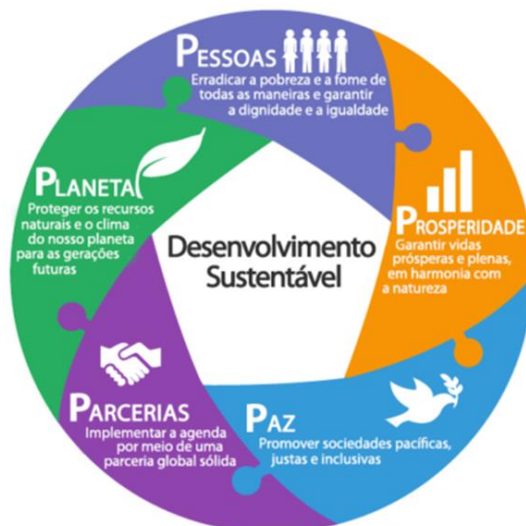 PESSOAS
Erradicar a pobreza e a fome de
todas as maneiras e garantir
a dignidade e a igualdade
PROSPERIDADE
Garantir vidas
prósperas e plenas,
em harmonia com
a natureza
PAZ
Promover sociedades pacíficas,
justas e inclusivas
PARCERIAS
Implementar a agenda
por meio de uma
parceria global sólida
PLANETA
Proteger os recursos
naturais e o clima
do nosso planeta
para as gerações
futuras
Desenvolvimento
Sustentável